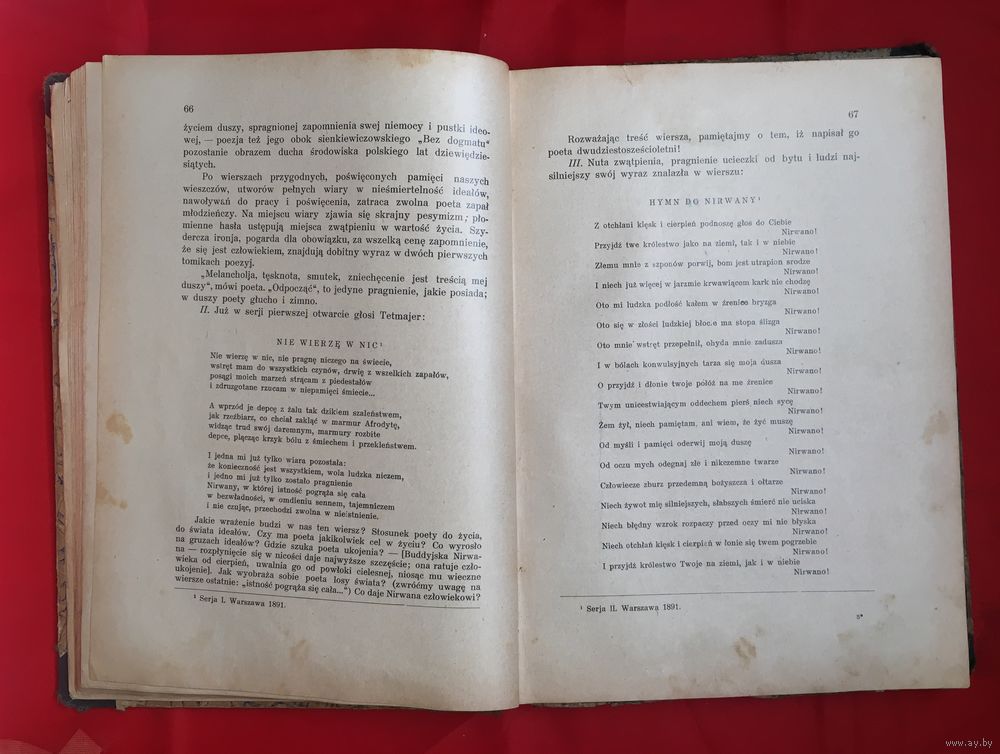 66
życiem duszy, spragnionej zapomnienia swej niemocy i pustki ideo-
wej, — poezja też jego obok sienkiewiczowskiego „Bez dogmatu"
pozostanie obrazem ducha środowiska polskiego lat dziewiędzie-
siątych.
Po wierszach przygodnych, poświęconych pamięci naszych
wieszczów, utworów pełnych wiary w nieśmiertelność ideałów,
nawoływań do pracy i poświęcenia, zatraca zwolna poeta zapał
młodzieńczy. Na miejscu wiary zjawia się skrajny pesymizm; pło-
mienne hasła ustępują miejsca zwątpieniu w wartość życia. Szy-
dercza ironja, pogarda dla obowiązku, za wszelką cenę zapomnienie,
że się jest człowiekiem, znajdują dobitny wyraz w dwóch pierwszych
tomikach poezyj.
„Melancholja, tęsknota, smutek, zniechęcenie jest treścią mej
duszy", mówi poeta. „Odpocząć", to jedyne pragnienie, jakie posiada;
w duszy poety głucho i zimno.
II. Już w serji pierwszej otwarcie głosi Tetmajer:
NIE WIERZĘ W NIC¹
Nie wierzę w nic, nie pragnę niczego na świecie,
wstręt mam do wszystkich czynów, drwię z wszelkich zapałów,
posągi moich marzeń strącam z piedestałów
i zdruzgotane rzucam w niepamięci śmiecie...
A wprzód je depcę z żalu tak dzikiem szaleństwem,
jak rzeźbiarz, co chciał zakląć w marmur Afrodytę,
widząc trud swój daremnym, marmury rozbite
depce, plącząc krzyk bólu z śmiechem i przekleństwem.
I jedna mi już tylko wiara pozostała:
że konieczność jest wszystkiem, wola ludzka niczem,
i jedno mi już tylko zostało pragnienie
Nirwany, w której istność pogrąża się cała
w bezwładności, w omdleniu sennem, tajemniczem
i nie czując, przechodzi zwolna w nieistnienie.
Jakie wrażenie budzi w nas ten wiersz? Stosunek poety do życia,
do świata ideałów. Czy ma poeta jakikolwiek cel w życiu? Co wyrosło
na gruzach ideałów? Gdzie szuka poeta ukojenia? — [Buddyjska Nirwa-
na — rozpłynięcie się w nicości daje najwyższe szczęście; ona ratuje czło-
wieka od cierpień, uwalnia go od powłoki cielesnej, niosąc mu wieczne
ukojenie]. Jak wyobraża sobie poeta losy świata? (zwróćmy uwagę na
wiersze ostatnie: „istność pogrąża się cała...") Co daje Nirwana człowiekowi?
¹ Serja I. Warszawa 1891.
67
Rozważając treść wiersza, pamiętajmy o tem, iż napisał go
poeta dwudziestosześcioletni!
III. Nuta zwątpienia, pragnienie ucieczki od bytu i ludzi naj-
silniejszy swój wyraz znalazła w wierszu:
HYMN DO NIRWANY¹
Z otchłani klęsk i cierpień podnoszę głos do Ciebie
Nirwano!
Przyjdź twe królestwo jako na ziemi, tak i w niebie
Nirwano!
Złemu mnie z szponów porwij, bom jest utrapion srodze
Nirwano!
I niech już więcej w jarzmie krwawiącem kark nie chodzę
Nirwano!
Oto mi ludzka podłość kałem w źrenice bryzga
Nirwano!
Oto się w złości ludzkiej błocie ma stopa ślizga
Nirwano!
Oto mnie wstręt przepełnił, ohyda mnie zadusza
Nirwano!
I w bólach konwulsyjnych tarza się moja dusza
Nirwano!
O przyjdź i dłonie twoje połóż na me źrenice
Nirwano!
Twym unicestwiającym oddechem pierś niech sycę
Nirwano!
Żem żył, niech pamiętam, ani wiem, że żyć muszę
Nirwano!
Od myśli i pamięci oderwij moją duszę
Nirwano!
Od oczu mych odegnaj złe i nikczemne twarze
Nirwano!
Człowiecze zburz przedemną bożyszcza i ołtarze
Nirwano!
Niech żywot mię silniejszych, słabszych śmierć nie uciska
Nirwano!
Niech błędny wzrok rozpaczy przed oczy mi nie błyska
Nirwano!
Niech otchłań klęsk i cierpień w łonie się twem pogrzebie
Nirwano!
I przyjdź królestwo Twoje na ziemi, jak i w niebie
Nirwano!
¹ Serja II. Warszawa 1891.
5*
www.ay.by